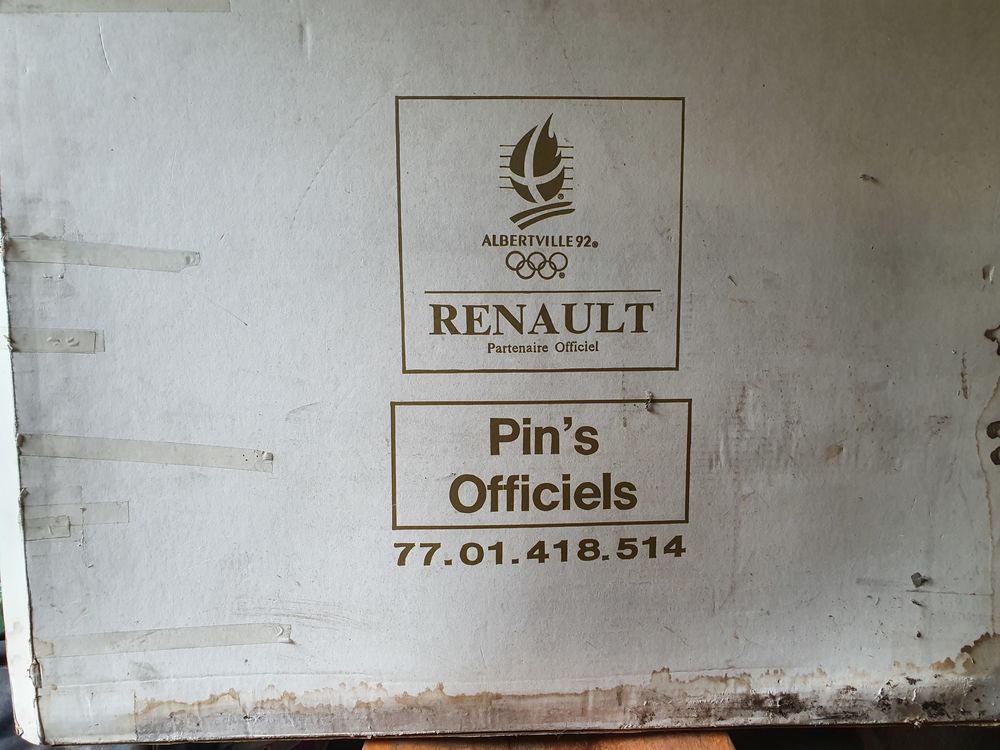 ALBERTVILLE 92®
RENAULT
Partenaire Officiel
Pin's
Officiels
77.01.418.514